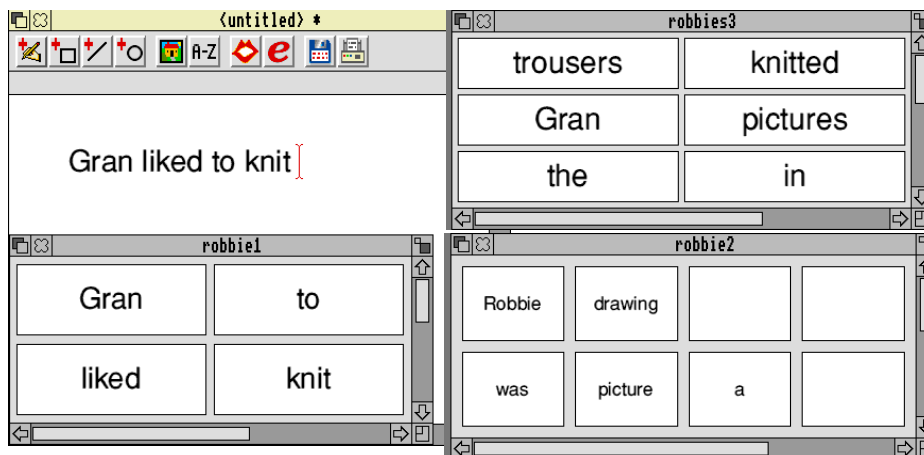 <untitled> *
A-Z
e
Gran liked to knit
robbie1
Gran to
liked knit
robbies3
trousers knitted
Gran pictures
the in
robbie2
Robbie drawing
was picture a